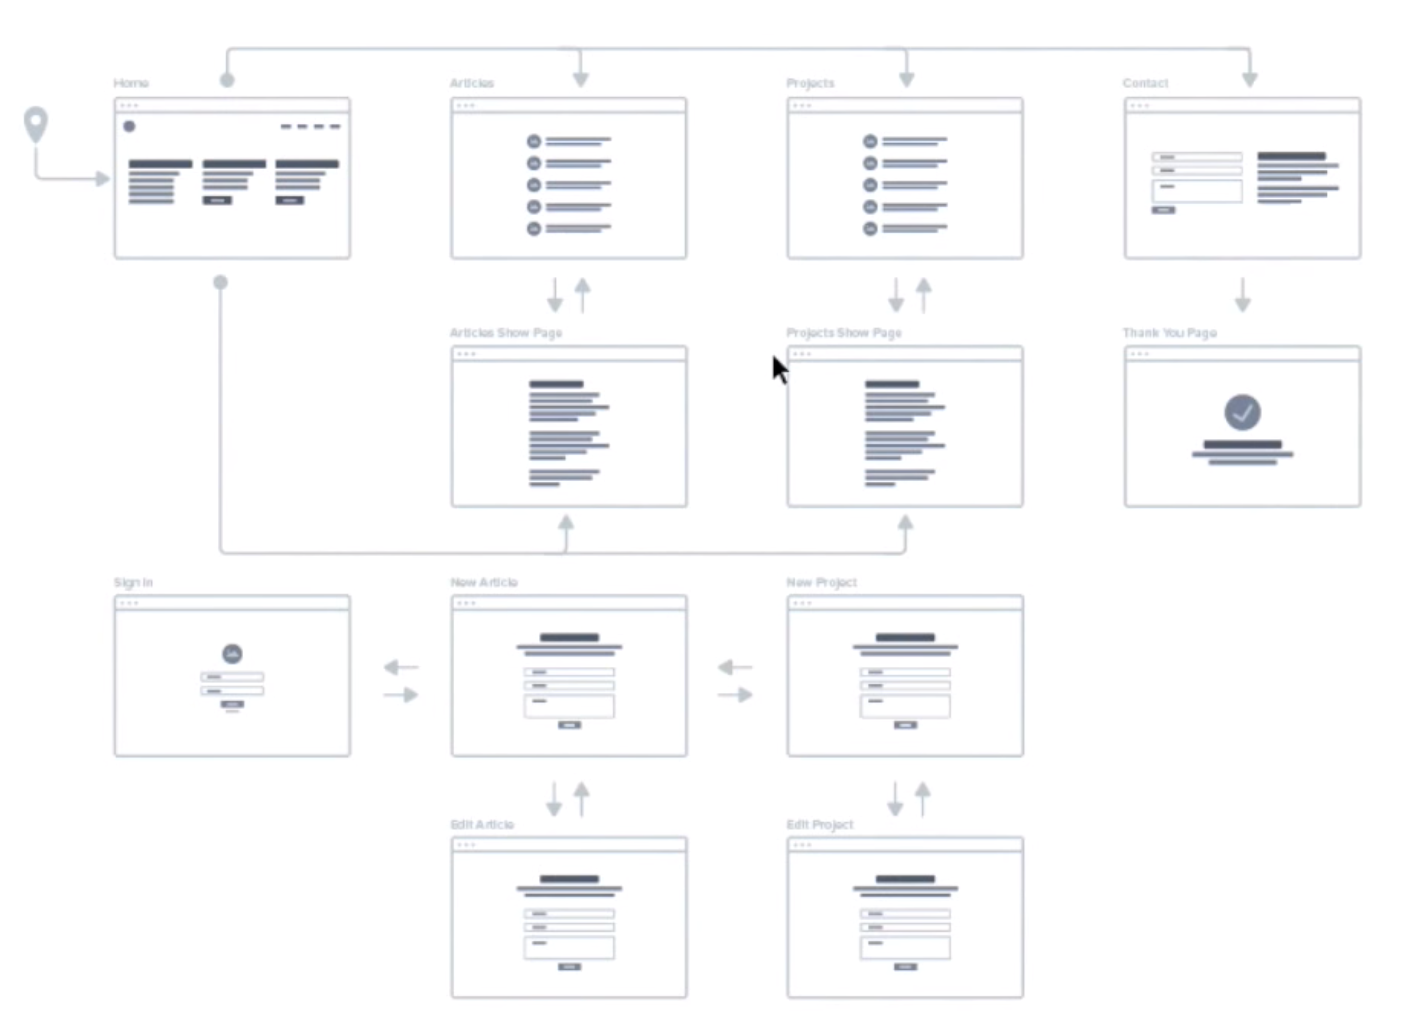 Home
Articles
Projects
Contact
Articles Show Page
Projects Show Page
Thank You Page
Sign In
New Article
New Project
Edit Article
Edit Project